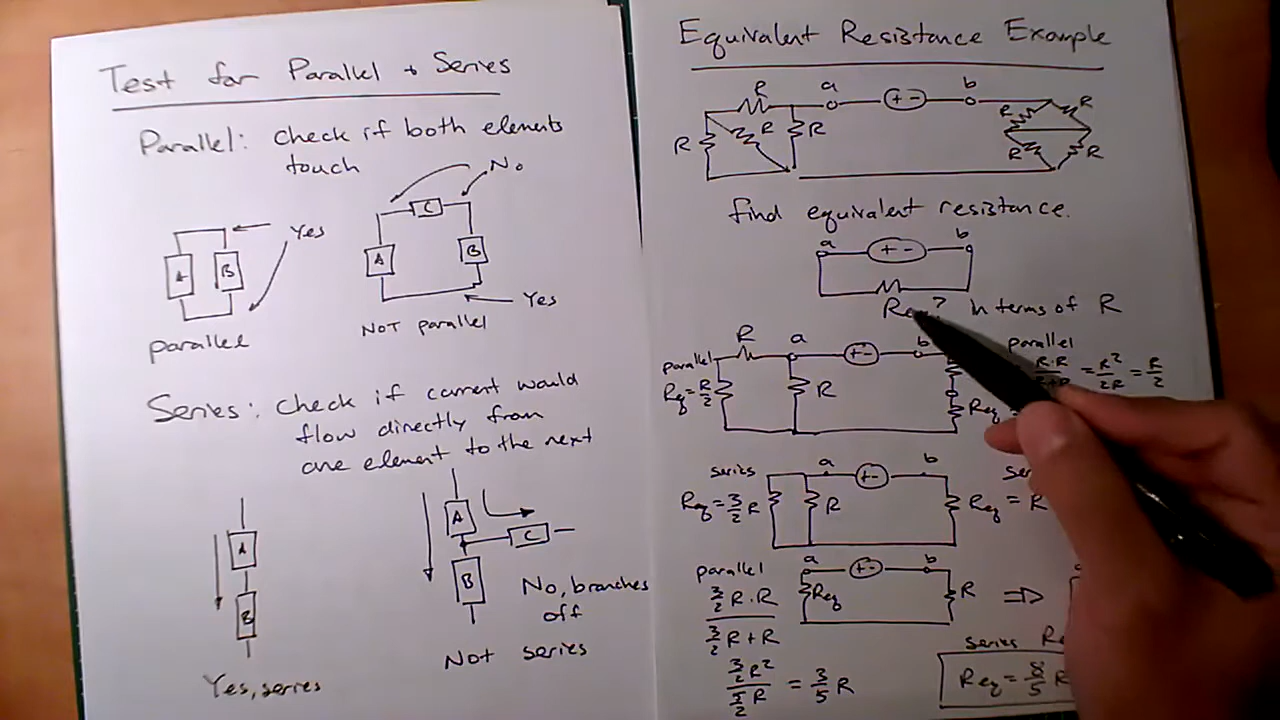 Test for Parallel + Series
Parallel: Check if both elements
touch
No
C
Yes
A
B
A
B
Yes
parallel
NOT parallel
Series: Check if current would
flow directly from
one element to the next
A
A
C
B
B
No, branches
off
Yes, series
Not series
Equivalent Resistance Example
R
a
+ -
b
R
R
R
R
R
R
R
find equivalent resistance.
a
+ -
b
? in terms of R
R
a
+ -
b
parallel
parallel
Req = R/2
R
R·R
= R²/2R = R/2
Req
series
a
+ -
b
Req = 3/2 R
R
Req = R
parallel
a
+ -
b
3/2 R · R
Req
R
⇒
3/2 R + R
series
3/2 R²
5/2 R
= 3/5 R
Req = 8/5 R